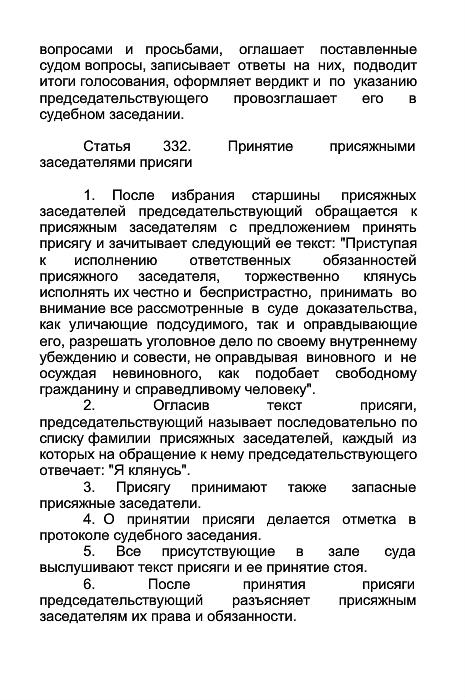 вопросами и просьбами, оглашает поставленные
судом вопросы, записывает ответы на них, подводит
итоги голосования, оформляет вердикт и по указанию
председательствующего провозглашает его в
судебном заседании.
Статья 332. Принятие присяжными
заседателями присяги
1. После избрания старшины присяжных
заседателей председательствующий обращается к
присяжным заседателям с предложением принять
присягу и зачитывает следующий ее текст: "Приступая
к исполнению ответственных обязанностей
присяжного заседателя, торжественно клянусь
исполнять их честно и беспристрастно, принимать во
внимание все рассмотренные в суде доказательства,
как уличающие подсудимого, так и оправдывающие
его, разрешать уголовное дело по своему внутреннему
убеждению и совести, не оправдывая виновного и не
осуждая невиновного, как подобает свободному
гражданину и справедливому человеку".
2. Огласив текст присяги,
председательствующий называет последовательно по
списку фамилии присяжных заседателей, каждый из
которых на обращение к нему председательствующего
отвечает: "Я клянусь".
3. Присягу принимают также запасные
присяжные заседатели.
4. О принятии присяги делается отметка в
протоколе судебного заседания.
5. Все присутствующие в зале суда
выслушивают текст присяги и ее принятие стоя.
6. После принятия присяги
председательствующий разъясняет присяжным
заседателям их права и обязанности.